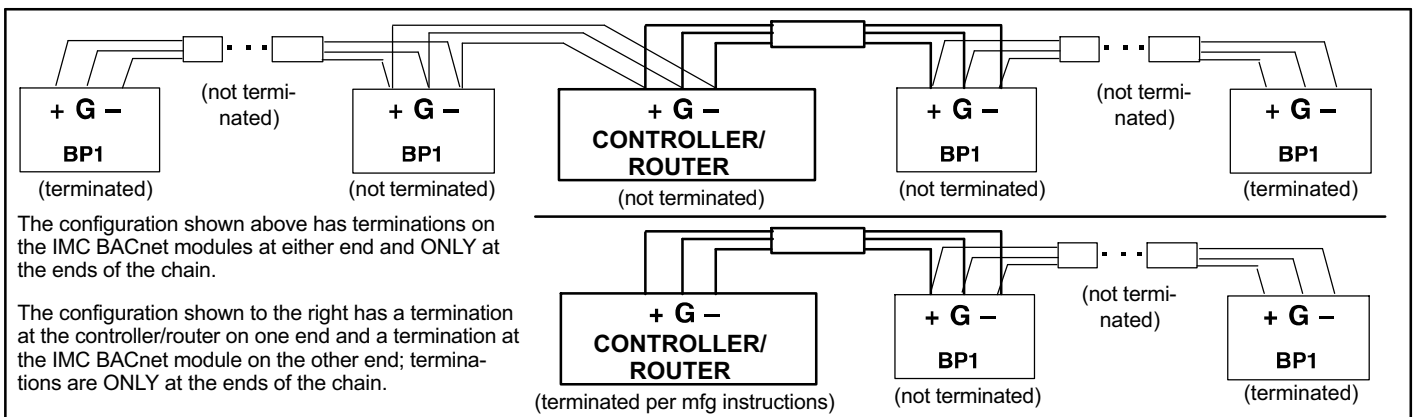 (not termi-
nated)
(not termi-
nated)
+ G –
BP1
(terminated)
+ G –
BP1
(not terminated)
+ G –
CONTROLLER/
ROUTER
(not terminated)
+ G –
BP1
(not terminated)
+ G –
BP1
(terminated)
The configuration shown above has terminations on
the IMC BACnet modules at either end and ONLY at
the ends of the chain.
The configuration shown to the right has a termination
at the controller/router on one end and a termination at
the IMC BACnet module on the other end; termina-
tions are ONLY at the ends of the chain.
+ G –
CONTROLLER/
ROUTER
(terminated per mfg instructions)
+ G –
BP1
(not terminated)
(not termi-
nated)
+ G –
BP1
(terminated)